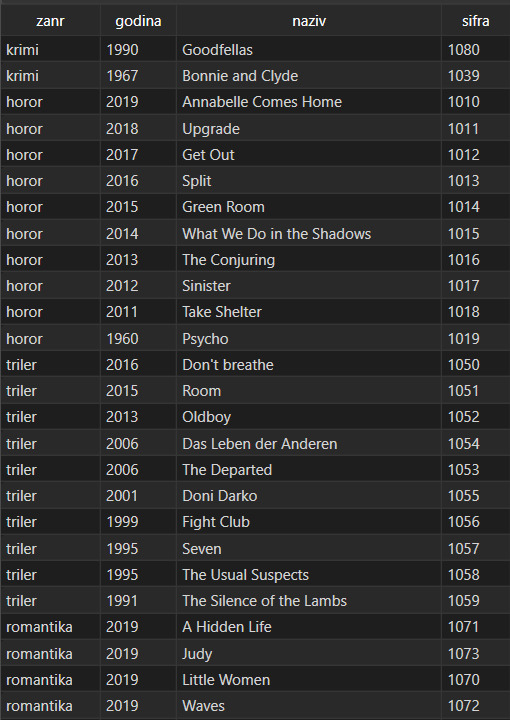 zanr godina naziv sifra
krimi 1990 Goodfellas 1080
krimi 1967 Bonnie and Clyde 1039
horor 2019 Annabelle Comes Home 1010
horor 2018 Upgrade 1011
horor 2017 Get Out 1012
horor 2016 Split 1013
horor 2015 Green Room 1014
horor 2014 What We Do in the Shadows 1015
horor 2013 The Conjuring 1016
horor 2012 Sinister 1017
horor 2011 Take Shelter 1018
horor 1960 Psycho 1019
triler 2016 Don't breathe 1050
triler 2015 Room 1051
triler 2013 Oldboy 1052
triler 2006 Das Leben der Anderen 1054
triler 2006 The Departed 1053
triler 2001 Doni Darko 1055
triler 1999 Fight Club 1056
triler 1995 Seven 1057
triler 1995 The Usual Suspects 1058
triler 1991 The Silence of the Lambs 1059
romantika 2019 A Hidden Life 1071
romantika 2019 Judy 1073
romantika 2019 Little Women 1070
romantika 2019 Waves 1072